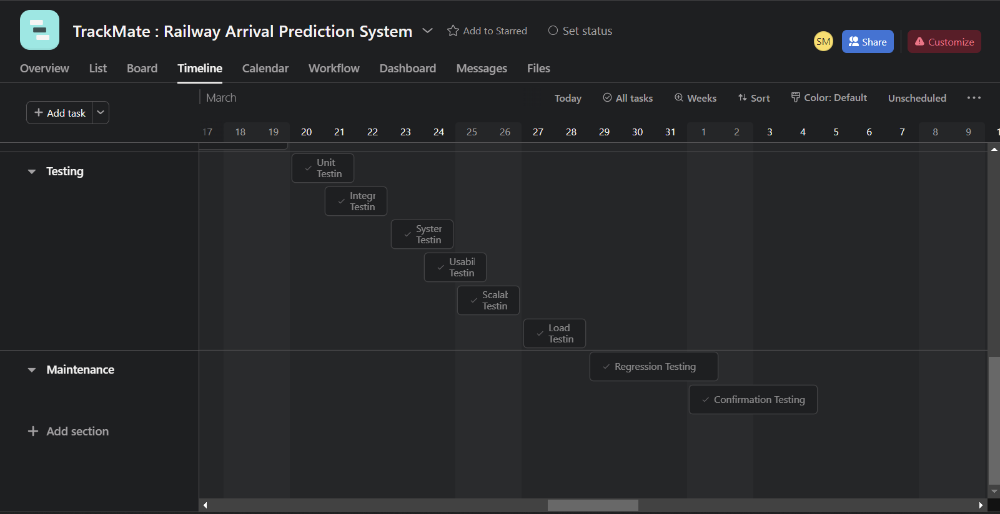 TrackMate : Railway Arrival Prediction System
Add to Starred
Set status
SM
Share
Customize
Overview List Board Timeline Calendar Workflow Dashboard Messages Files
Add task
March
Today All tasks Weeks Sort Color: Default Unscheduled
17 18 19 20 21 22 23 24 25 26 27 28 29 30 31 1 2 3 4 5 6 7 8 9 1
Testing
Unit
Testin
Integr
Testin
System
Testin
Usabil
Testin
Scalab
Testin
Load
Testin
Maintenance
Regression Testing
Confirmation Testing
Add section